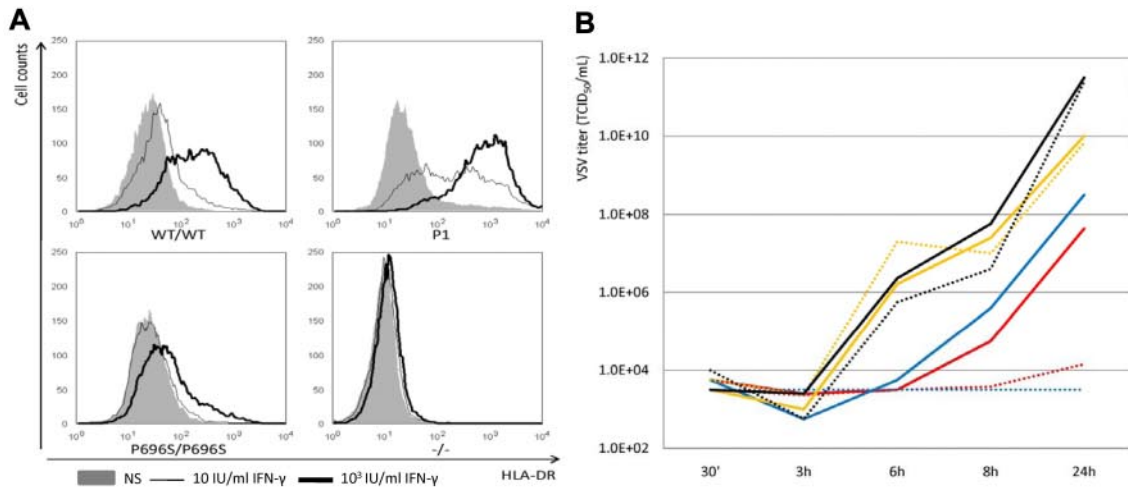 A
Cell counts
250
200
150
100
50
0
10⁰ 10¹ 10² 10³ 10⁴
WT/WT
250
200
150
100
50
0
10⁰ 10¹ 10² 10³ 10⁴
P1
250
200
150
100
50
0
10⁰ 10¹ 10² 10³ 10⁴
P696S/P696S
250
200
150
100
50
0
10⁰ 10¹ 10² 10³ 10⁴
-/-
HLA-DR
NS 10 IU/ml IFN-γ 10³ IU/ml IFN-γ
B
VSV titer (TCID₅₀/mL)
1.0E+12
1.0E+10
1.0E+08
1.0E+06
1.0E+04
1.0E+02
30' 3h 6h 8h 24h